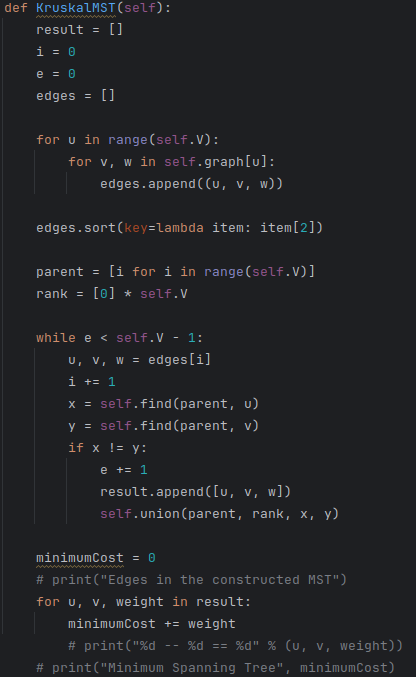 def KruskalMST(self):
    result = []
    i = 0
    e = 0
    edges = []

    for u in range(self.V):
        for v, w in self.graph[u]:
            edges.append((u, v, w))

    edges.sort(key=lambda item: item[2])

    parent = [i for i in range(self.V)]
    rank = [0] * self.V

    while e < self.V - 1:
        u, v, w = edges[i]
        i += 1
        x = self.find(parent, u)
        y = self.find(parent, v)
        if x != y:
            e += 1
            result.append([u, v, w])
            self.union(parent, rank, x, y)

    minimumCost = 0
    # print("Edges in the constructed MST")
    for u, v, weight in result:
        minimumCost += weight
        # print("%d -- %d == %d" % (u, v, weight))
    # print("Minimum Spanning Tree", minimumCost)